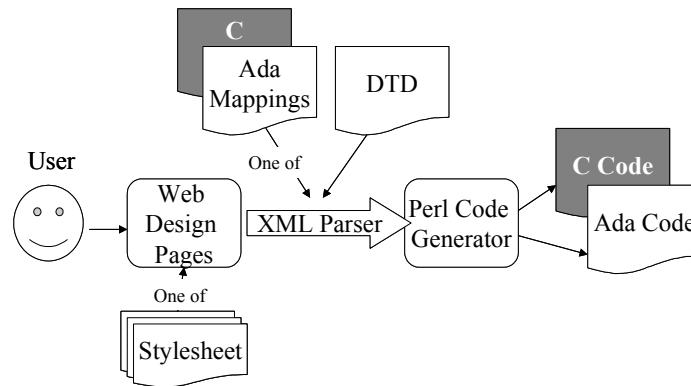 C
Ada
Mappings
DTD
One of
User
Web
Design
Pages
XML Parser
Perl Code
Generator
C Code
Ada Code
One of
Stylesheet